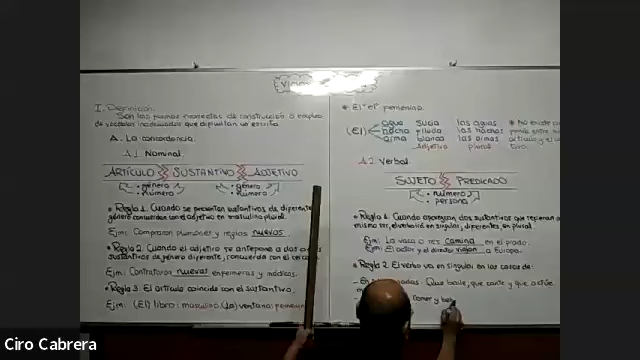 VICIOS
I. Definición.
Son las formas incorrectas de construcción o empleo
de vocablos inadecuados que dificultan un escrito.
A. La concordancia.
A.1 Nominal.
ARTÍCULO SUSTANTIVO ADJETIVO
• género • género
• número • número
• Regla 1. Cuando se presentan sustantivos de diferente
género concuerdan con el adjetivo en masculino plural.
Ejm: Compraron plumones y reglas nuevos.
• Regla 2. Cuando el adjetivo se antepone a dos o más
sustantivos de género diferente, concuerda con el cercano.
Ejm: Contrataron nuevas enfermeras y médicos.
• Regla 3. El artículo coincide con el sustantivo.
Ejm: (El) libro: masculino (La) ventana: femenino
• El "el" femenino.
agua sucia las aguas
(El) hacha filuda las hachas
alma blanca las almas
Adjetivo plural
A.2 Verbal.
SUJETO PREDICADO
• número
• persona
• Regla 1. Cuando aparezcan dos sustantivos que refieran a
mismo ser, el verbo irá en singular, diferentes en plural.
Ejm: La vaca o res camina en el prado.
Ejm: El actor y el director viajan a Europa.
• Regla 2. El verbo va en singular en los casos de:
Que baile, que cante y que actúe
comer y
Ciro Cabrera